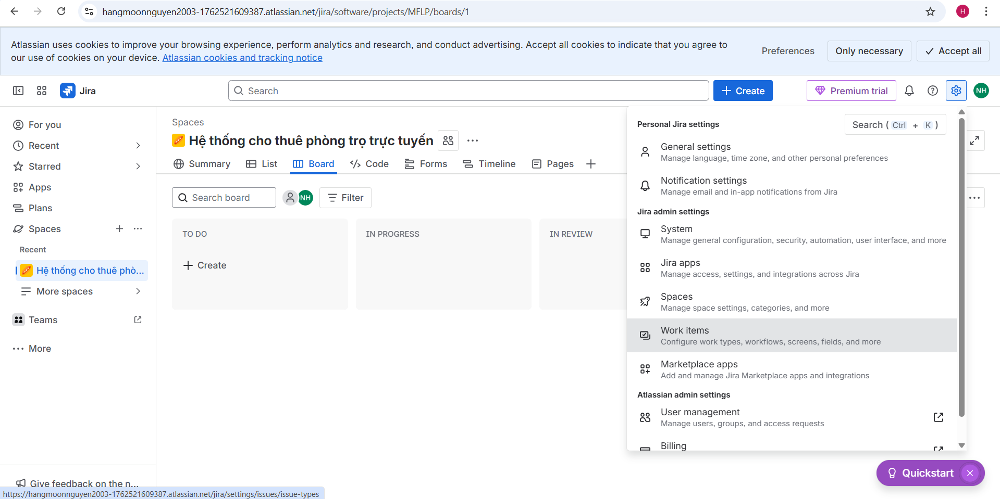 hangmoonnguyen2003-1762521609387.atlassian.net/jira/software/projects/MFLP/boards/1
H
Atlassian uses cookies to improve your browsing experience, perform analytics and research, and conduct advertising. Accept all cookies to indicate that you agree to
our use of cookies on your device. Atlassian cookies and tracking notice
Preferences
Only necessary
Accept all
Jira
Search
Create
Premium trial
NH
For you
Recent
Starred
Apps
Plans
Spaces
Recent
Hệ thống cho thuê phò...
More spaces
Teams
More
Give feedback on the n...
https://hangmoonnguyen2003-1762521609387.atlassian.net/jira/settings/issues/issue-types
Spaces
Hệ thống cho thuê phòng trọ trực tuyến
Summary
List
Board
Code
Forms
Timeline
Pages
Search board
NH
Filter
TO DO
Create
IN PROGRESS
IN REVIEW
Personal Jira settings
Search ( Ctrl + K )
General settings
Manage language, time zone, and other personal preferences
Notification settings
Manage email and in-app notifications from Jira
Jira admin settings
System
Manage general configuration, security, automation, user interface, and more
Jira apps
Manage access, settings, and integrations across Jira
Spaces
Manage space settings, categories, and more
Work items
Configure work types, workflows, screens, fields, and more
Marketplace apps
Add and manage Jira Marketplace apps and integrations
Atlassian admin settings
User management
Manage users, groups, and access requests
Billing
Quickstart